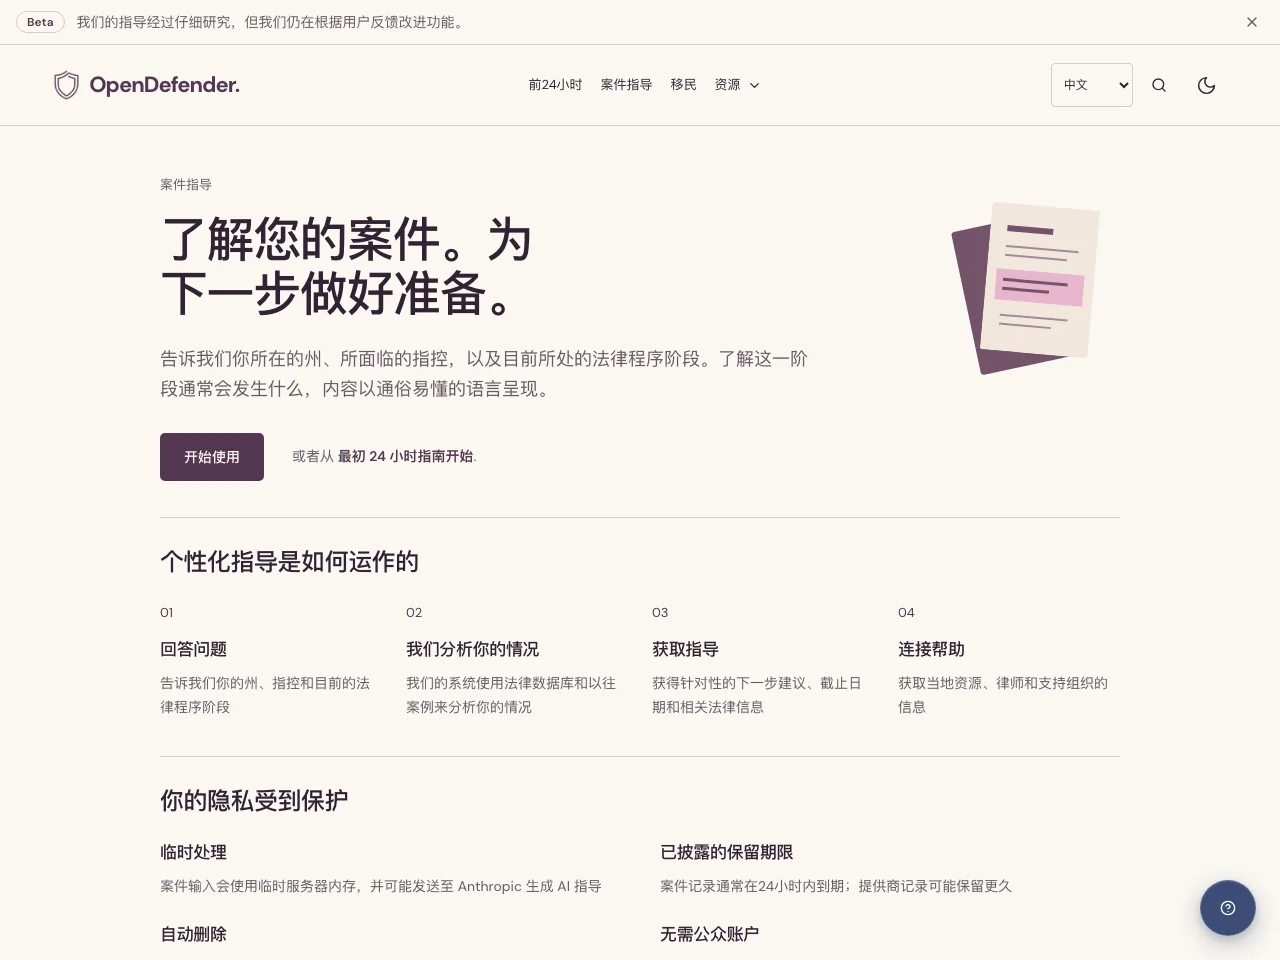 Beta 我们的指导经过仔细研究，但我们仍在根据用户反馈改进功能。
OpenDefender.
前24小时 案件指导 移民 资源
中文
案件指导
了解您的案件。为
下一步做好准备。
告诉我们你所在的州、所面临的指控，以及目前所处的法律程序阶段。了解这一阶
段通常会发生什么，内容以通俗易懂的语言呈现。
开始使用
或者从 最初 24 小时指南开始.
个性化指导是如何运作的
01
回答问题
告诉我们你的州、指控和目前的法
律程序阶段
02
我们分析你的情况
我们的系统使用法律数据库和以往
案例来分析你的情况
03
获取指导
获得针对性的下一步建议、截止日
期和相关法律信息
04
连接帮助
获取当地资源、律师和支持组织的
信息
你的隐私受到保护
临时处理
案件输入会使用临时服务器内存，并可能发送至 Anthropic 生成 AI 指导
已披露的保留期限
案件记录通常在24小时内到期；提供商记录可能保留更久
自动删除
无需公众账户